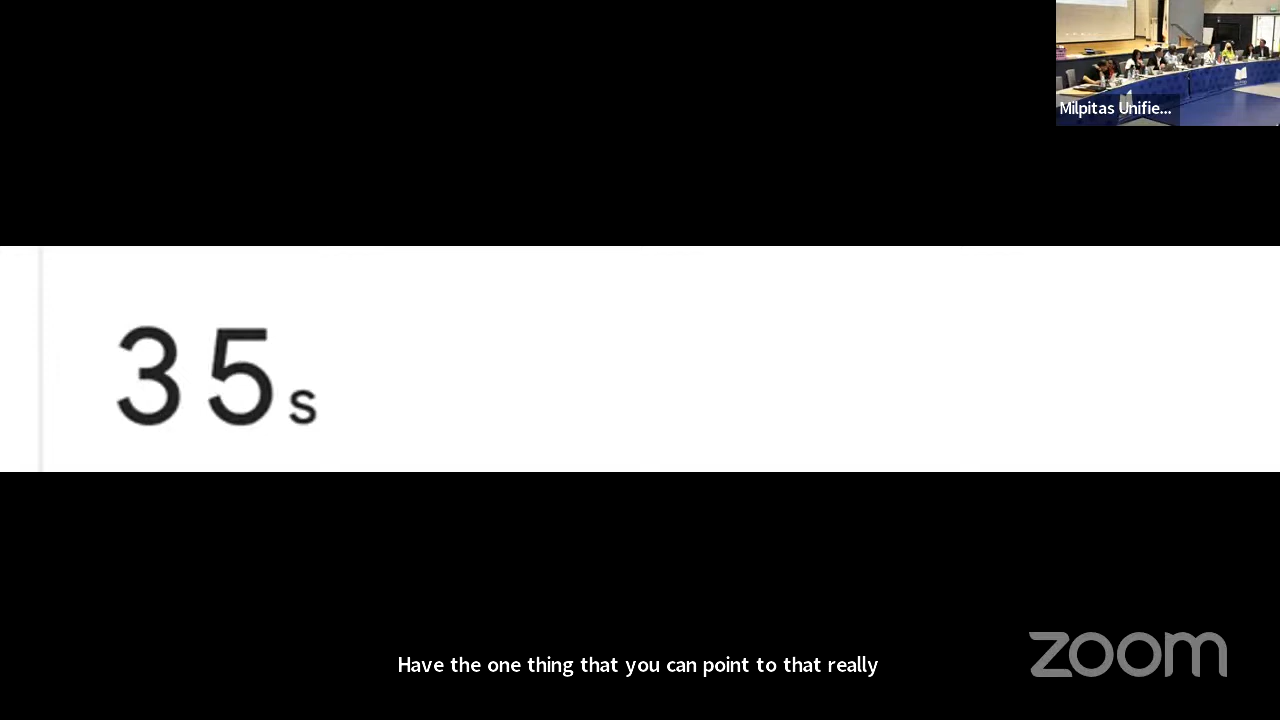 Milpitas Unifie...
35s
Have the one thing that you can point to that really
zoom